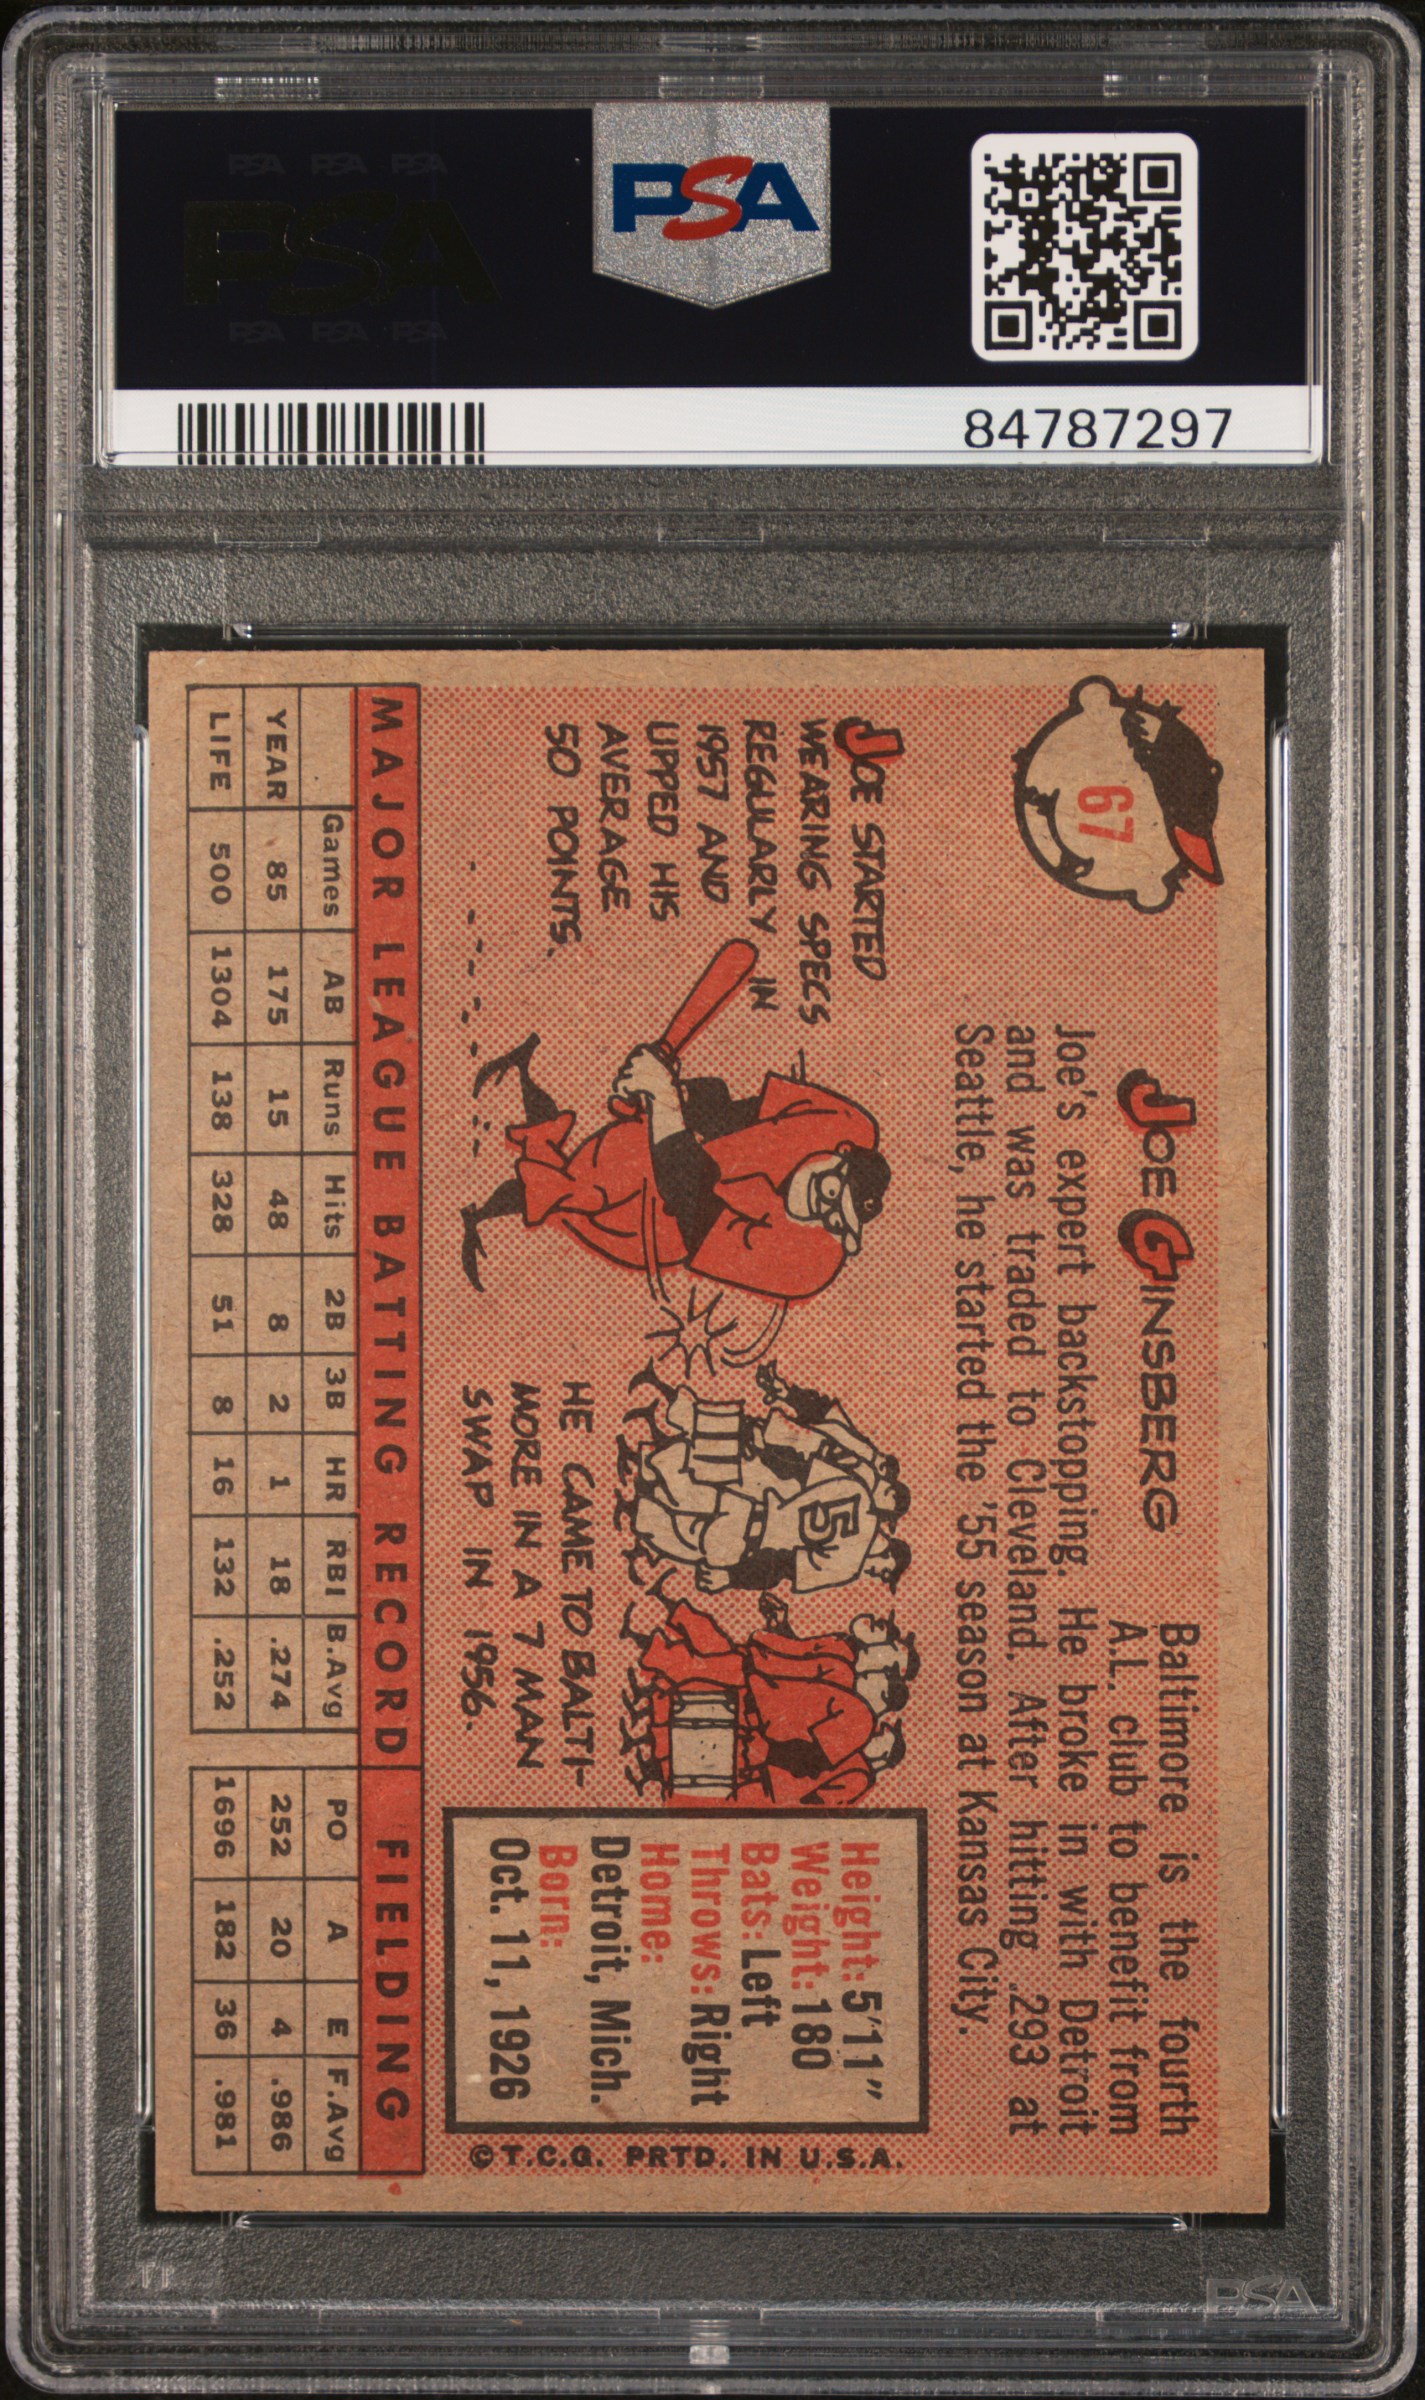 PSA PSA PSA
PSA
PSA PSA PSA
PSA
84787297
67
JOE GINSBERG
Baltimore is the fourth
A.L. club to benefit from
Joe's expert backstopping. He broke in with Detroit
and was traded to Cleveland. After hitting .293 at
Seattle, he started the '55 season at Kansas City.
JOE STARTED
WEARING SPECS
REGULARLY IN
1957 AND
UPPED HIS
AVERAGE
50 POINTS.
5
HE CAME TO BALTI-
MORE IN A 7 MAN
SWAP IN 1956.
Height: 5'11"
Weight: 180
Bats: Left
Throws: Right
Home:
Detroit, Mich.
Born:
Oct. 11, 1926
©T.C.G. PRTD. IN U.S.A.
MAJOR LEAGUE BATTING RECORD FIELDING
Games AB Runs Hits 2B 3B HR RBI B.Avg PO A E F.Avg
YEAR 85 175 15 48 8 2 1 18 .274 252 20 4 .986
LIFE 500 1304 138 328 51 8 16 132 .252 1696 182 36 .981
PSA